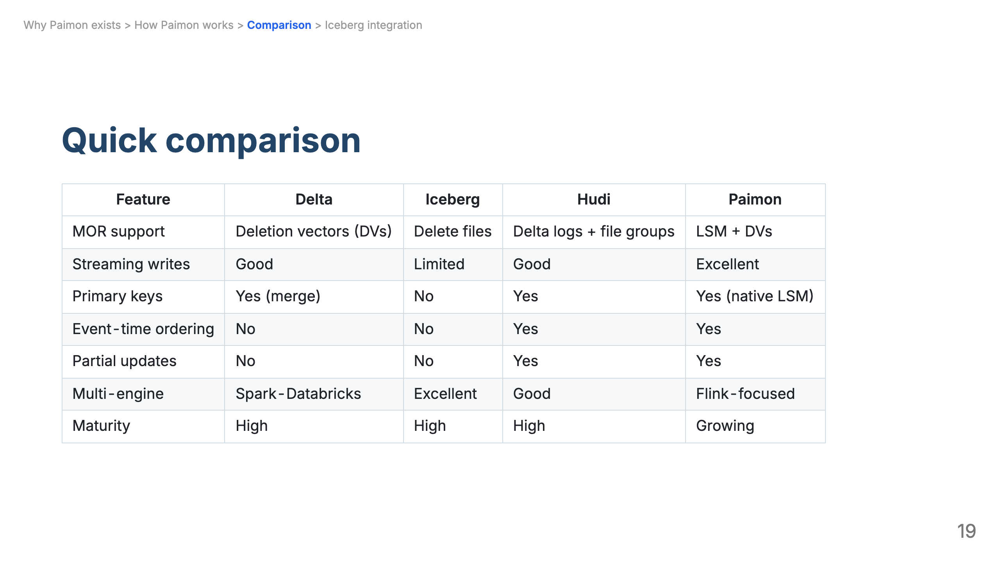 Why Paimon exists > How Paimon works > Comparison > Iceberg integration
Quick comparison
Feature Delta Iceberg Hudi Paimon
MOR support Deletion vectors (DVs) Delete files Delta logs + file groups LSM + DVs
Streaming writes Good Limited Good Excellent
Primary keys Yes (merge) No Yes Yes (native LSM)
Event-time ordering No No Yes Yes
Partial updates No No Yes Yes
Multi-engine Spark-Databricks Excellent Good Flink-focused
Maturity High High High Growing
19